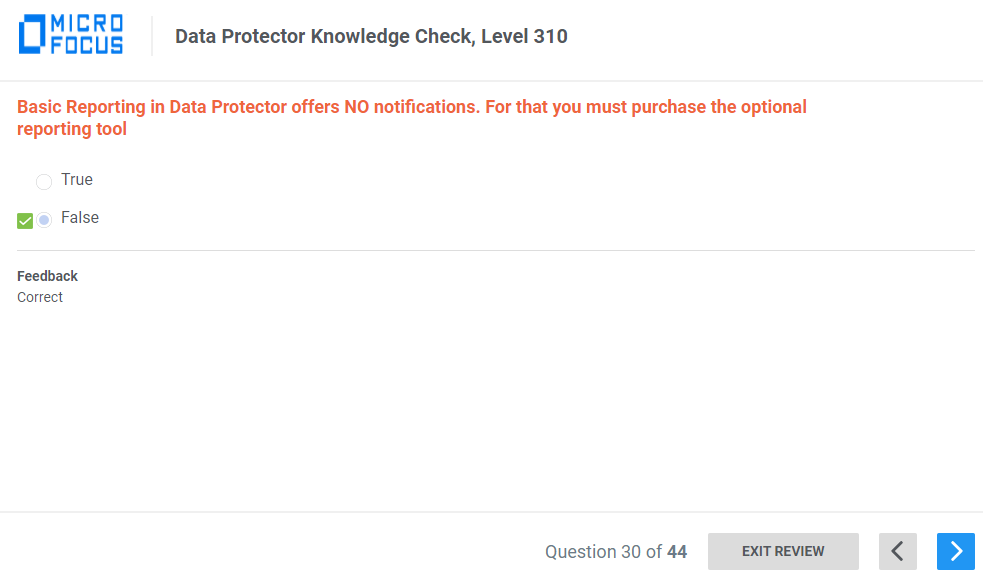 MICRO
FOCUS
Data Protector Knowledge Check, Level 310
Basic Reporting in Data Protector offers NO notifications. For that you must purchase the optional
reporting tool
True
False
Feedback
Correct
Question 30 of 44
EXIT REVIEW